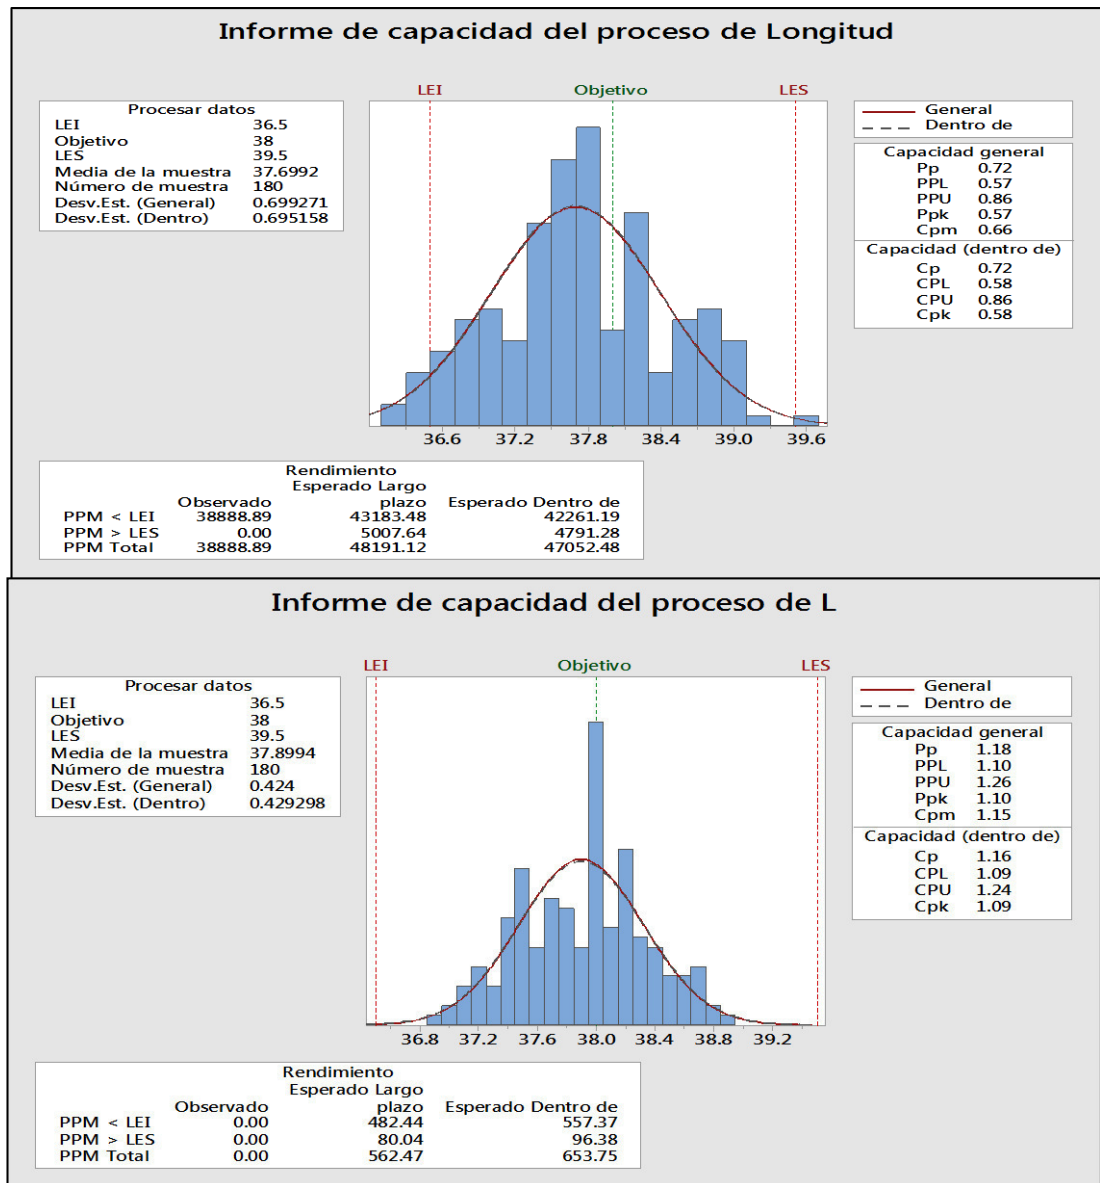 Informe de capacidad del proceso de Longitud
LEI Objetivo LES
Procesar datos
LEI 36.5
Objetivo 38
LES 39.5
Media de la muestra 37.6992
Número de muestra 180
Desv.Est. (General) 0.699271
Desv.Est. (Dentro) 0.695158
General
Dentro de
Capacidad general
Pp 0.72
PPL 0.57
PPU 0.86
Ppk 0.57
Cpm 0.66
Capacidad (dentro de)
Cp 0.72
CPL 0.58
CPU 0.86
Cpk 0.58
36.6 37.2 37.8 38.4 39.0 39.6
Rendimiento
Esperado Largo
Observado plazo Esperado Dentro de
PPM < LEI 38888.89 43183.48 42261.19
PPM > LES 0.00 5007.64 4791.28
PPM Total 38888.89 48191.12 47052.48
Informe de capacidad del proceso de L
LEI Objetivo LES
Procesar datos
LEI 36.5
Objetivo 38
LES 39.5
Media de la muestra 37.8994
Número de muestra 180
Desv.Est. (General) 0.424
Desv.Est. (Dentro) 0.429298
General
Dentro de
Capacidad general
Pp 1.18
PPL 1.10
PPU 1.26
Ppk 1.10
Cpm 1.15
Capacidad (dentro de)
Cp 1.16
CPL 1.09
CPU 1.24
Cpk 1.09
36.8 37.2 37.6 38.0 38.4 38.8 39.2
Rendimiento
Esperado Largo
Observado plazo Esperado Dentro de
PPM < LEI 0.00 482.44 557.37
PPM > LES 0.00 80.04 96.38
PPM Total 0.00 562.47 653.75